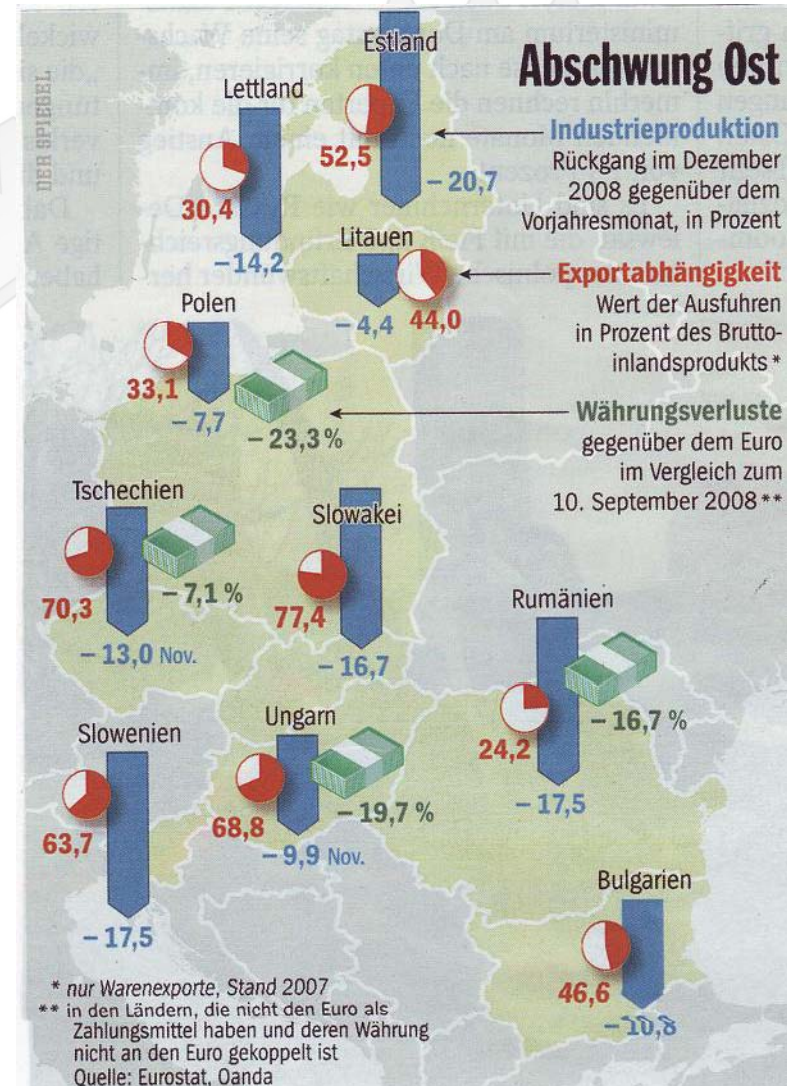 DER SPIEGEL
Abschwung Ost
Industrieproduktion
Rückgang im Dezember
2008 gegenüber dem
Vorjahresmonat, in Prozent
Exportabhängigkeit
Wert der Ausfuhren
in Prozent des Brutto-
inlandsprodukts *
Währungsverluste
gegenüber dem Euro
im Vergleich zum
10. September 2008 **
Estland
52,5
– 20,7
Lettland
30,4
–14,2
Litauen
– 4,4
44,0
Polen
33,1
– 7,7
– 23,3 %
Tschechien
70,3
– 7,1 %
– 13,0 Nov.
Slowakei
77,4
– 16,7
Rumänien
24,2
– 16,7 %
– 17,5
Slowenien
63,7
– 17,5
Ungarn
68,8
– 19,7 %
– 9,9 Nov.
Bulgarien
46,6
–10,8
* nur Warenexporte, Stand 2007
** in den Ländern, die nicht den Euro als
Zahlungsmittel haben und deren Währung
nicht an den Euro gekoppelt ist
Quelle: Eurostat, Oanda